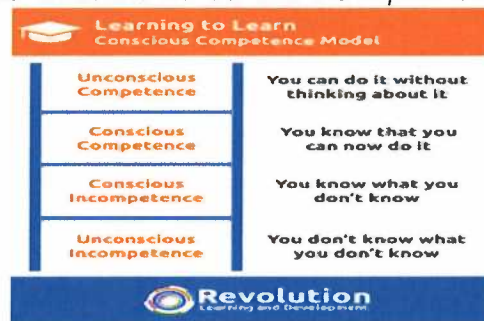 Learning to Learn
Conscious Competence Model
Unconscious
Competence
You can do it without
thinking about it
Conscious
Competence
You know that you
can now do it
Conscious
Incompetence
You know what you
don't know
Unconscious
Incompetence
You don't know what
you don't know
Revolution
Learning and Development